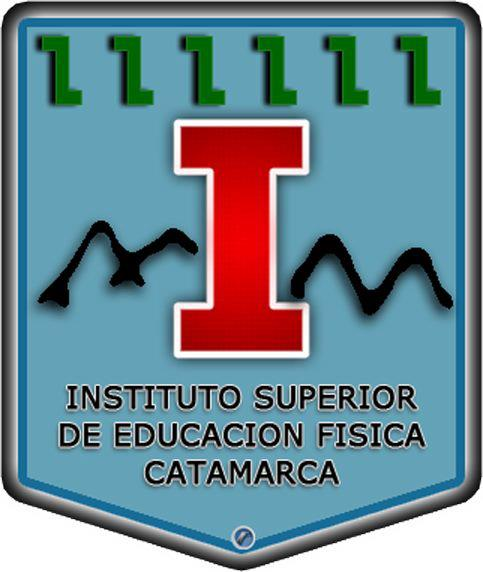 I
INSTITUTO SUPERIOR
DE EDUCACION FISICA
CATAMARCA